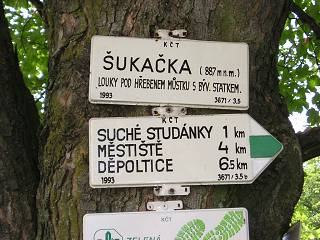 KČT
ŠUKAČKA (887 m n.m.)
LOUKY POD HŘEBENEM MŮSTKU S BÝV. STATKEM.
1993 3671/3,5
KČT
SUCHÉ STUDÁNKY 1 km
MĚSTIŠTĚ 4 km
DĚPOLTICE 6.5 km
1993 3671/3,5 b
KČT
ZELENÁ